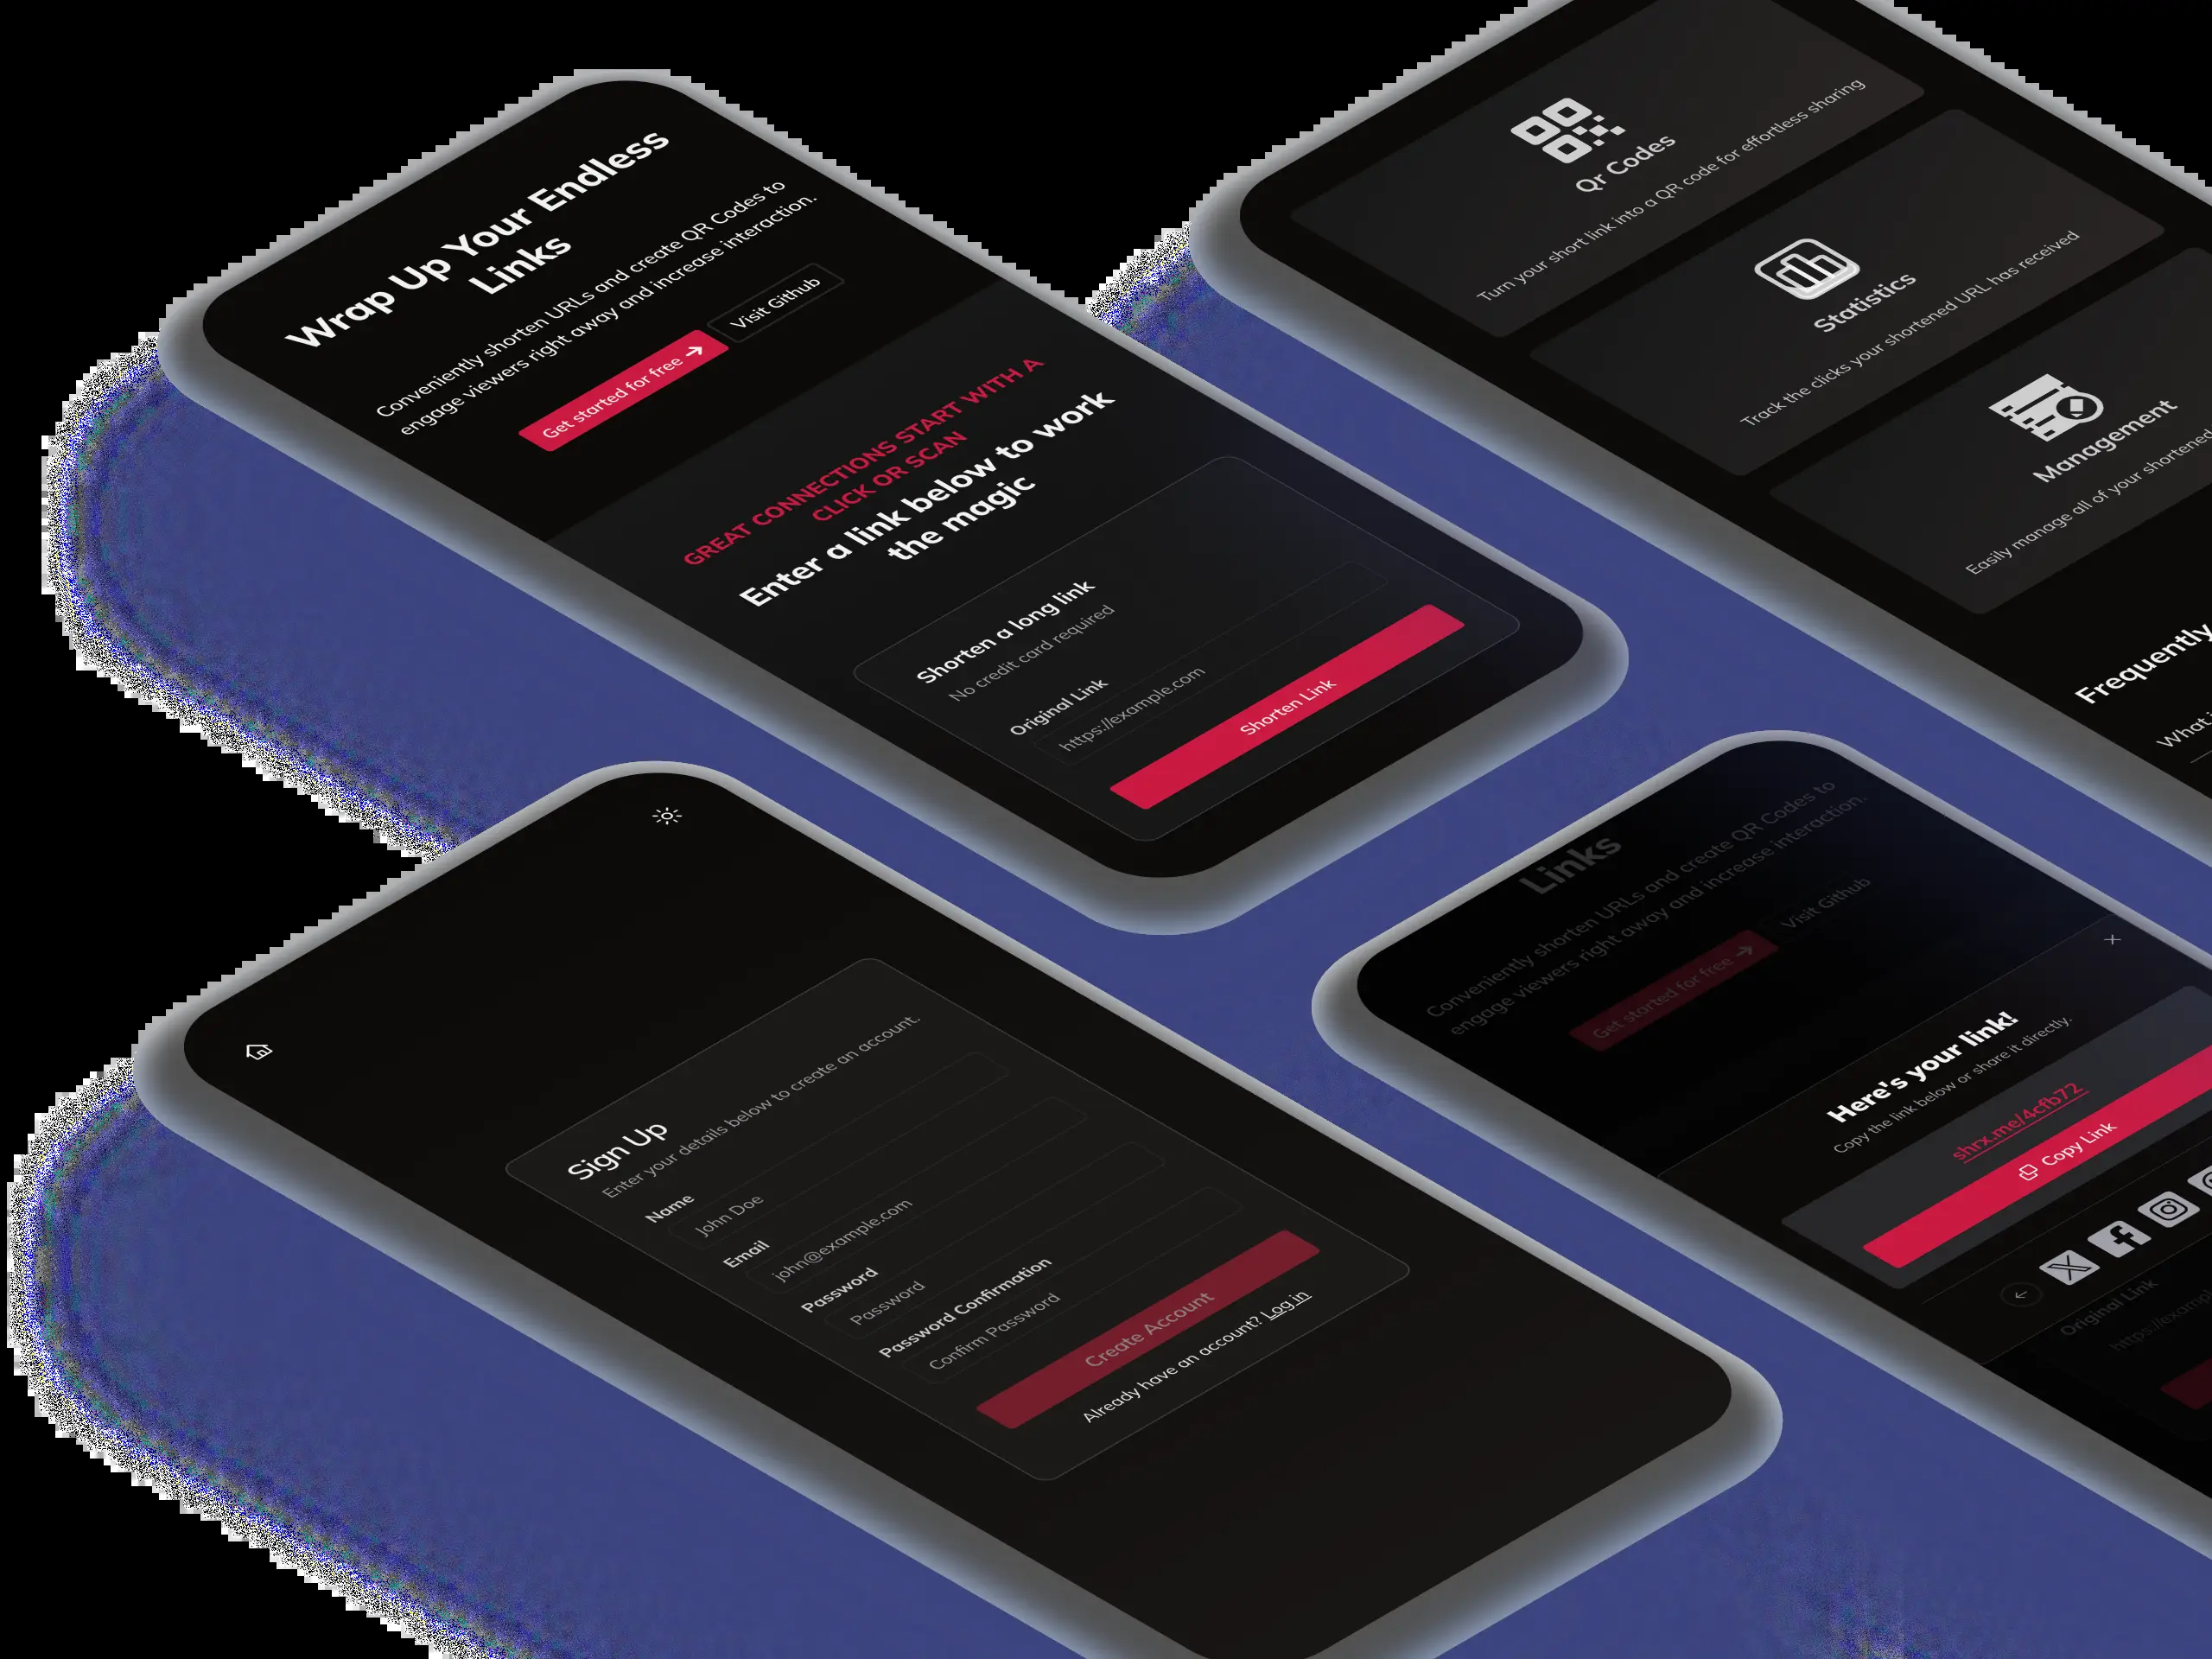 Wrap Up Your Endless
Links
Conveniently shorten URLs and create QR Codes to
engage viewers right away and increase interaction.
Get started for free
Visit Github
GREAT CONNECTIONS START WITH A
CLICK OR SCAN
Enter a link below to work
the magic
Shorten a long link
No credit card required
Original Link
https://example.com
Shorten Link
Qr Codes
Turn your short link into a QR code for effortless sharing
Statistics
Track the clicks your shortened URL has received
Management
Easily manage all of your shortened
Frequently
What
Sign Up
Enter your details below to create an account.
Name
John Doe
Email
john@example.com
Password
Password
Password Confirmation
Confirm Password
Create Account
Already have an account? Log in
Links
Conveniently shorten URLs and create QR Codes to
engage viewers right away and increase interaction.
Get started for free
Visit Github
Here's your link!
Copy the link below or share it directly.
shrx.me/4cfb72
Copy Link
Original Link
https://exampl